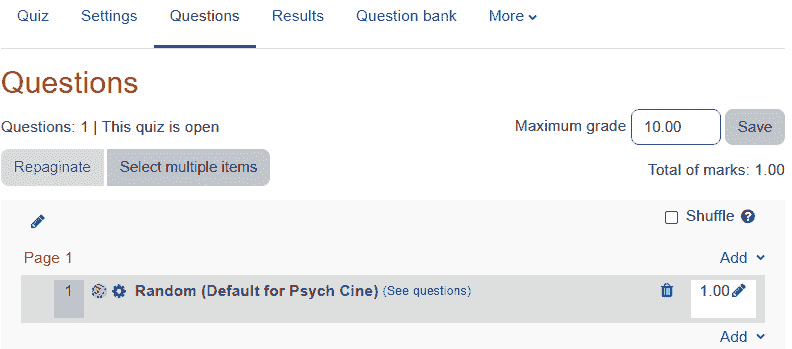 Quiz Settings Questions Results Question bank More
Questions
Questions: 1 | This quiz is open
Maximum grade 10.00 Save
Repaginate Select multiple items
Total of marks: 1.00
Shuffle ?
Page 1 Add
1 Random (Default for Psych Cine) (See questions) 1.00
Add